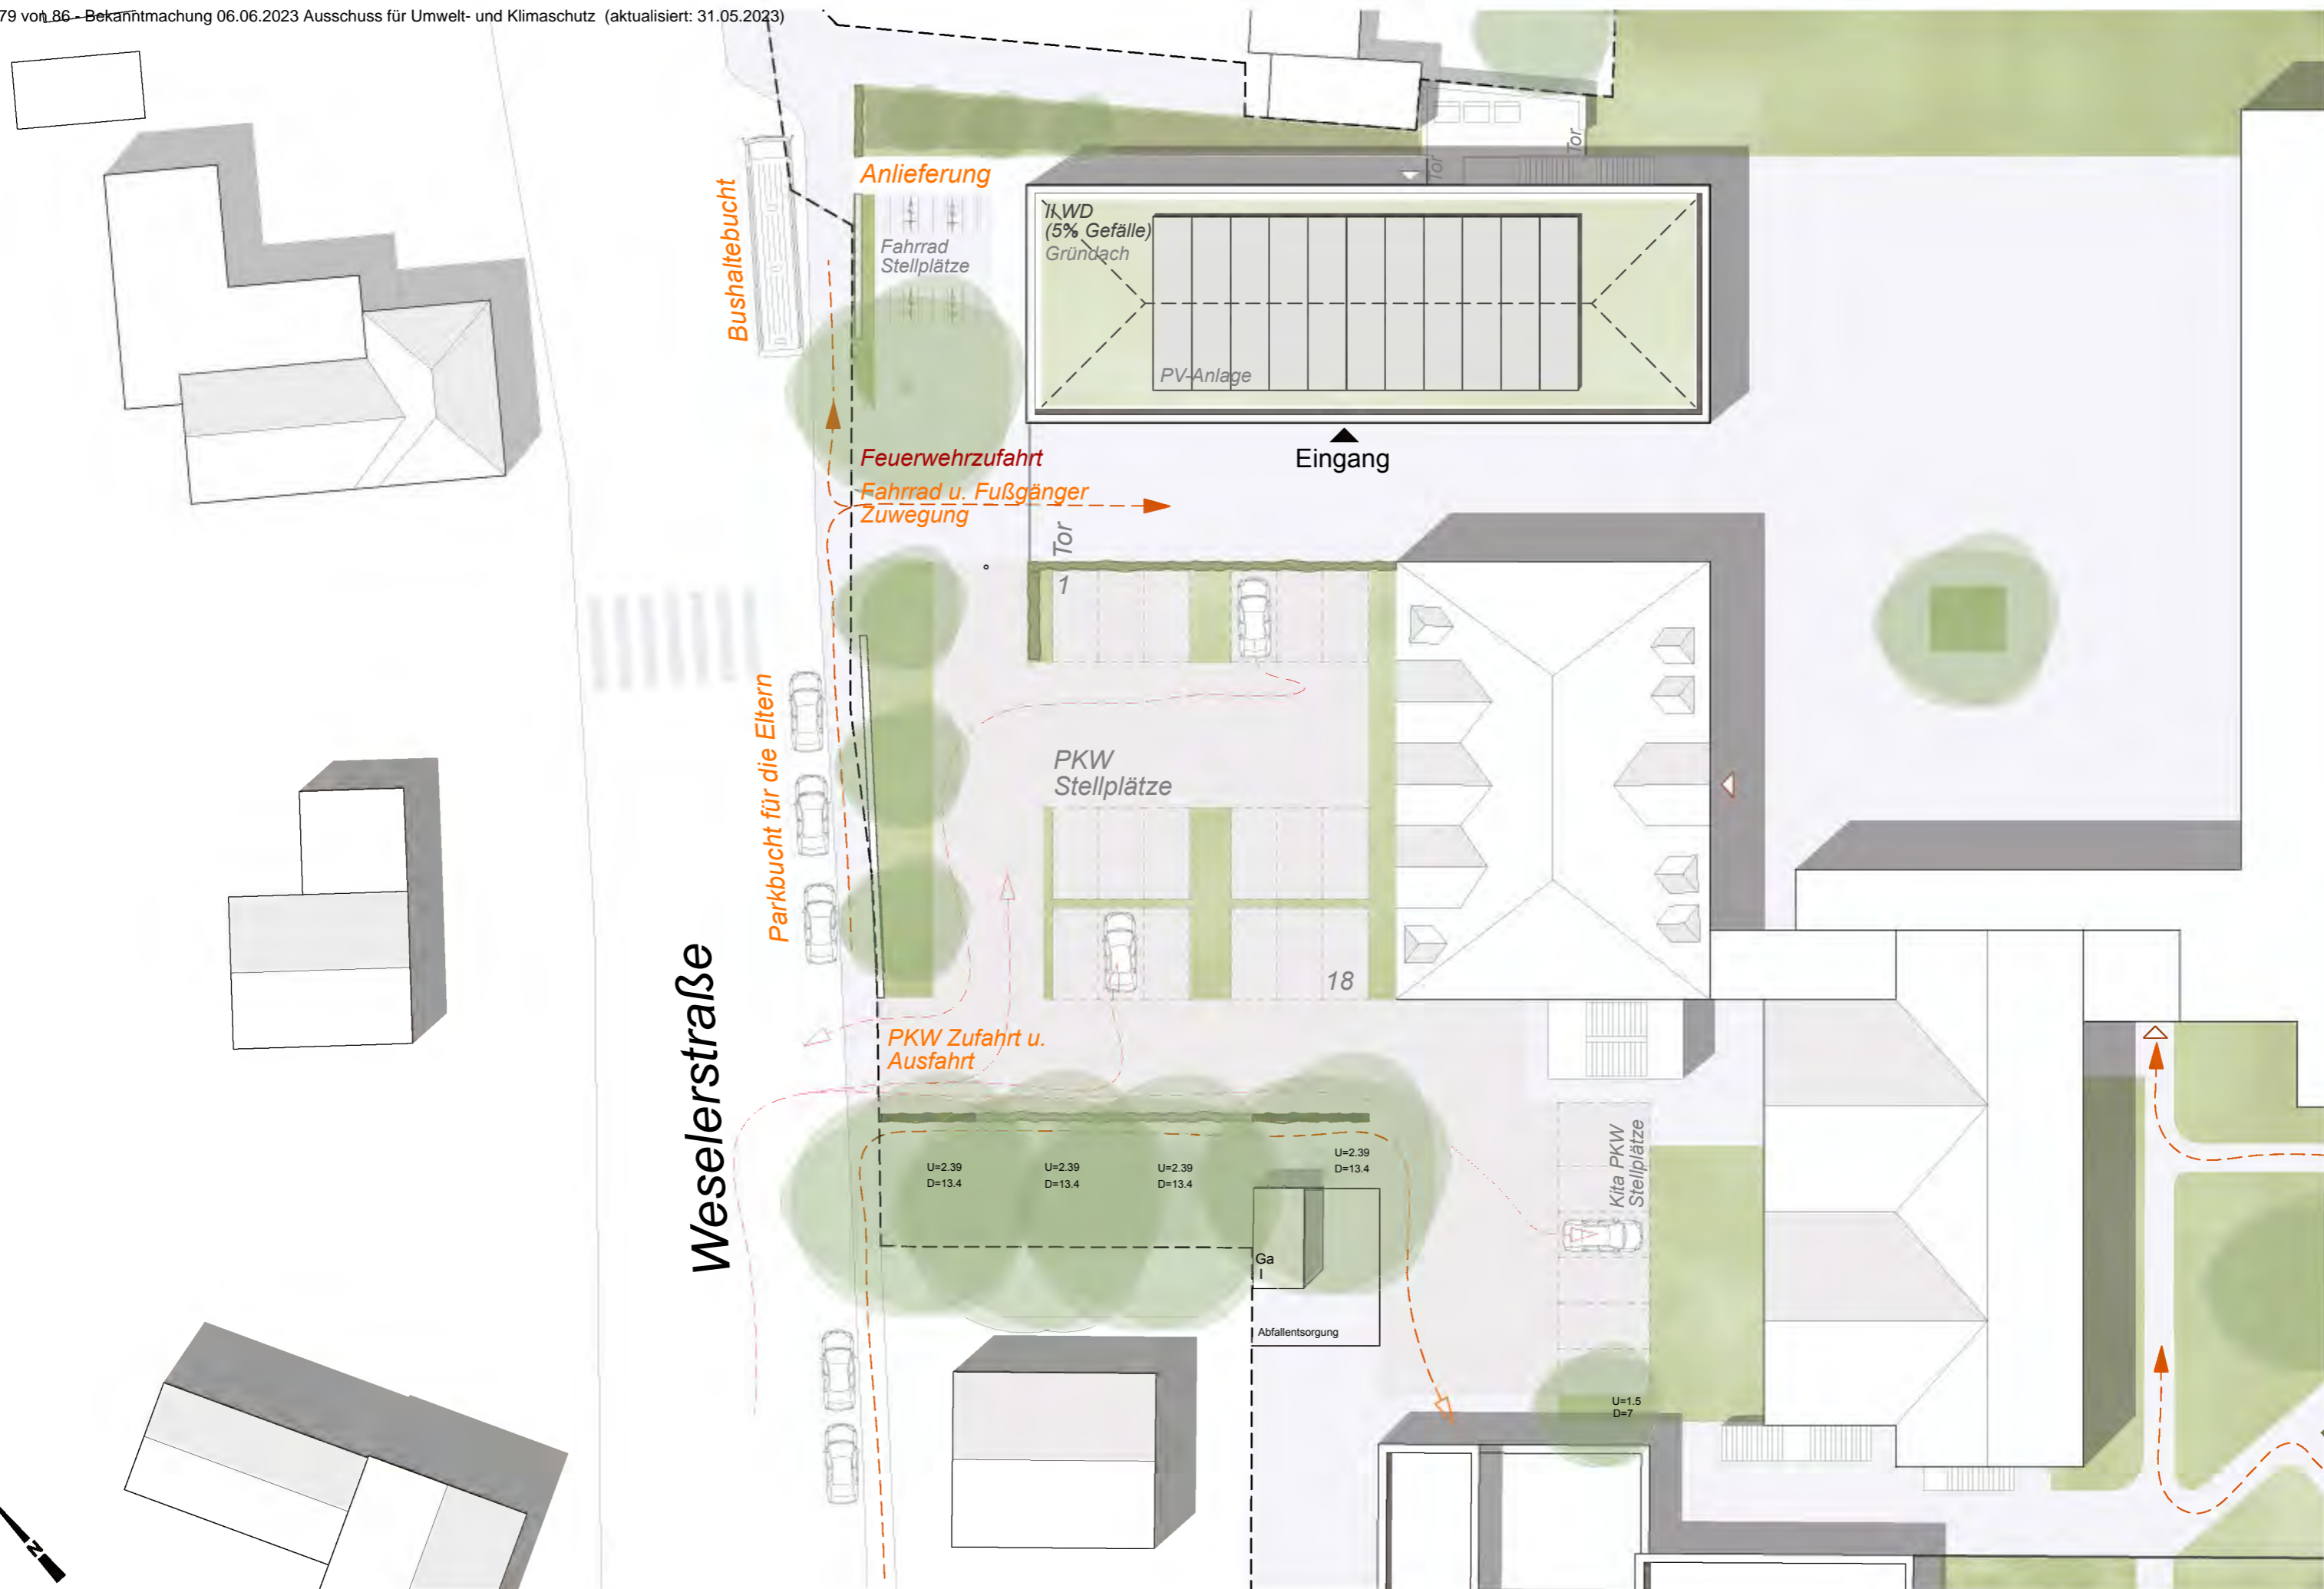 79 von 86 - Bekanntmachung 06.06.2023 Ausschuss für Umwelt- und Klimaschutz (aktualisiert: 31.05.2023)
Anlieferung
Tor
Tor
Bushaltebucht
Fahrrad
Stellplätze
II WD
(5% Gefälle)
Gründach
PV-Anlage
Eingang
Feuerwehrzufahrt
Fahrrad u. Fußgänger
Zuwegung
Tor
1
Parkbucht für die Eltern
PKW
Stellplätze
18
Weselerstraße
PKW Zufahrt u.
Ausfahrt
U=2.39
D=13.4
U=2.39
D=13.4
U=2.39
D=13.4
U=2.39
D=13.4
Kita PKW
Stellplätze
Ga
I
Abfallentsorgung
U=1.5
D=7
N